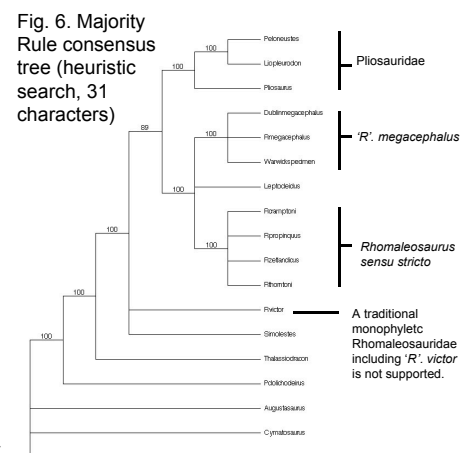 Fig. 6. Majority
Rule consensus
tree (heuristic
search, 31
characters)
Peloneustes
100
Liopleurodon
100
Pliosaurus
Pliosauridae
Dublinmegacephalus
89
100
Rmegacephalus
'R'. megacephalus
Warwickspecimen
100
Leptocleidus
Rcramptoni
100
Rpropinquus
100
Rzetlandicus
Rhomaleosaurus
sensu stricto
Rthorntoni
100
Rvictor
A traditional
monophyletc
Rhomaleosauridae
including 'R'. victor
is not supported.
Simolestes
100
Thalassiodracon
Pdolichodeirus
Augustasaurus
Cymatosaurus